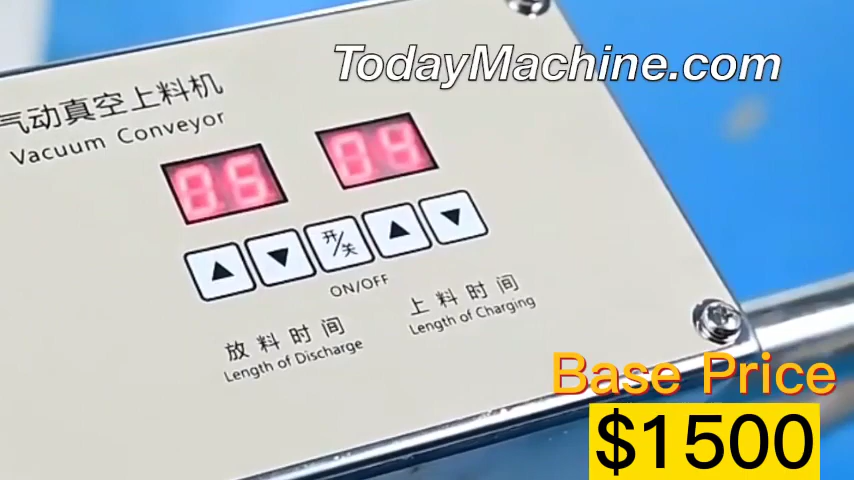 TodayMachine.com
气动真空上料机
Vacuum Conveyor
04
开/关
ON/OFF
放料时间
Length of Discharge
上料时间
Length of Charging
Base Price
$1500